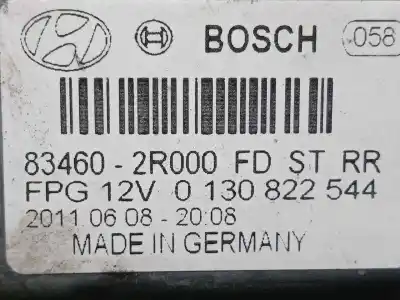 BOSCH 058
83460-2R000 FD ST RR
FPG 12V 0 130 822 544
2011.06.08-20:08
MADE IN GERMANY